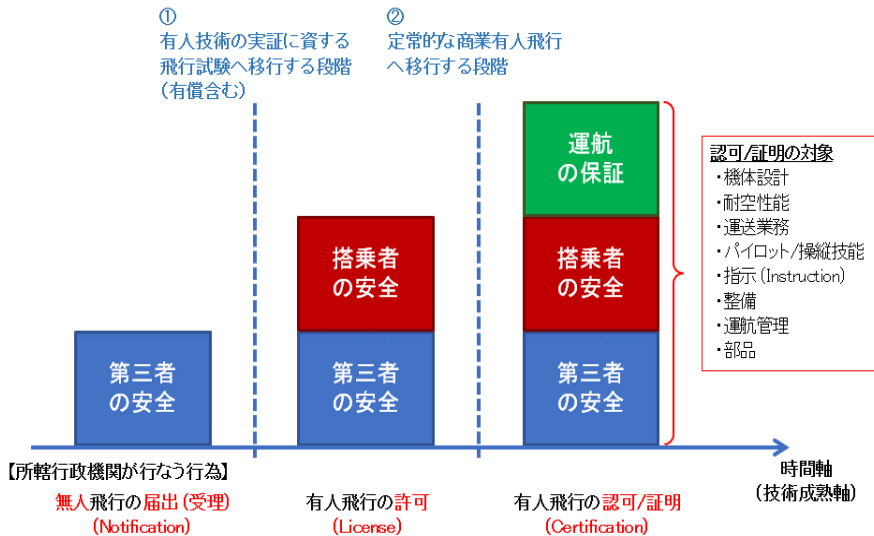 ①
有人技術の実証に資する
飛行試験へ移行する段階
(有償含む)
②
定常的な商業有人飛行
へ移行する段階
運航
の保証
搭乗者
の安全
搭乗者
の安全
第三者
の安全
第三者
の安全
第三者
の安全
認可/証明の対象
・機体設計
・耐空性能
・運送業務
・パイロット/操縦技能
・指示(Instruction)
・整備
・運航管理
・部品
【所轄行政機関が行なう行為】
時間軸
(技術成熟軸)
無人飛行の届出(受理)
(Notification)
有人飛行の許可
(License)
有人飛行の認可/証明
(Certification)